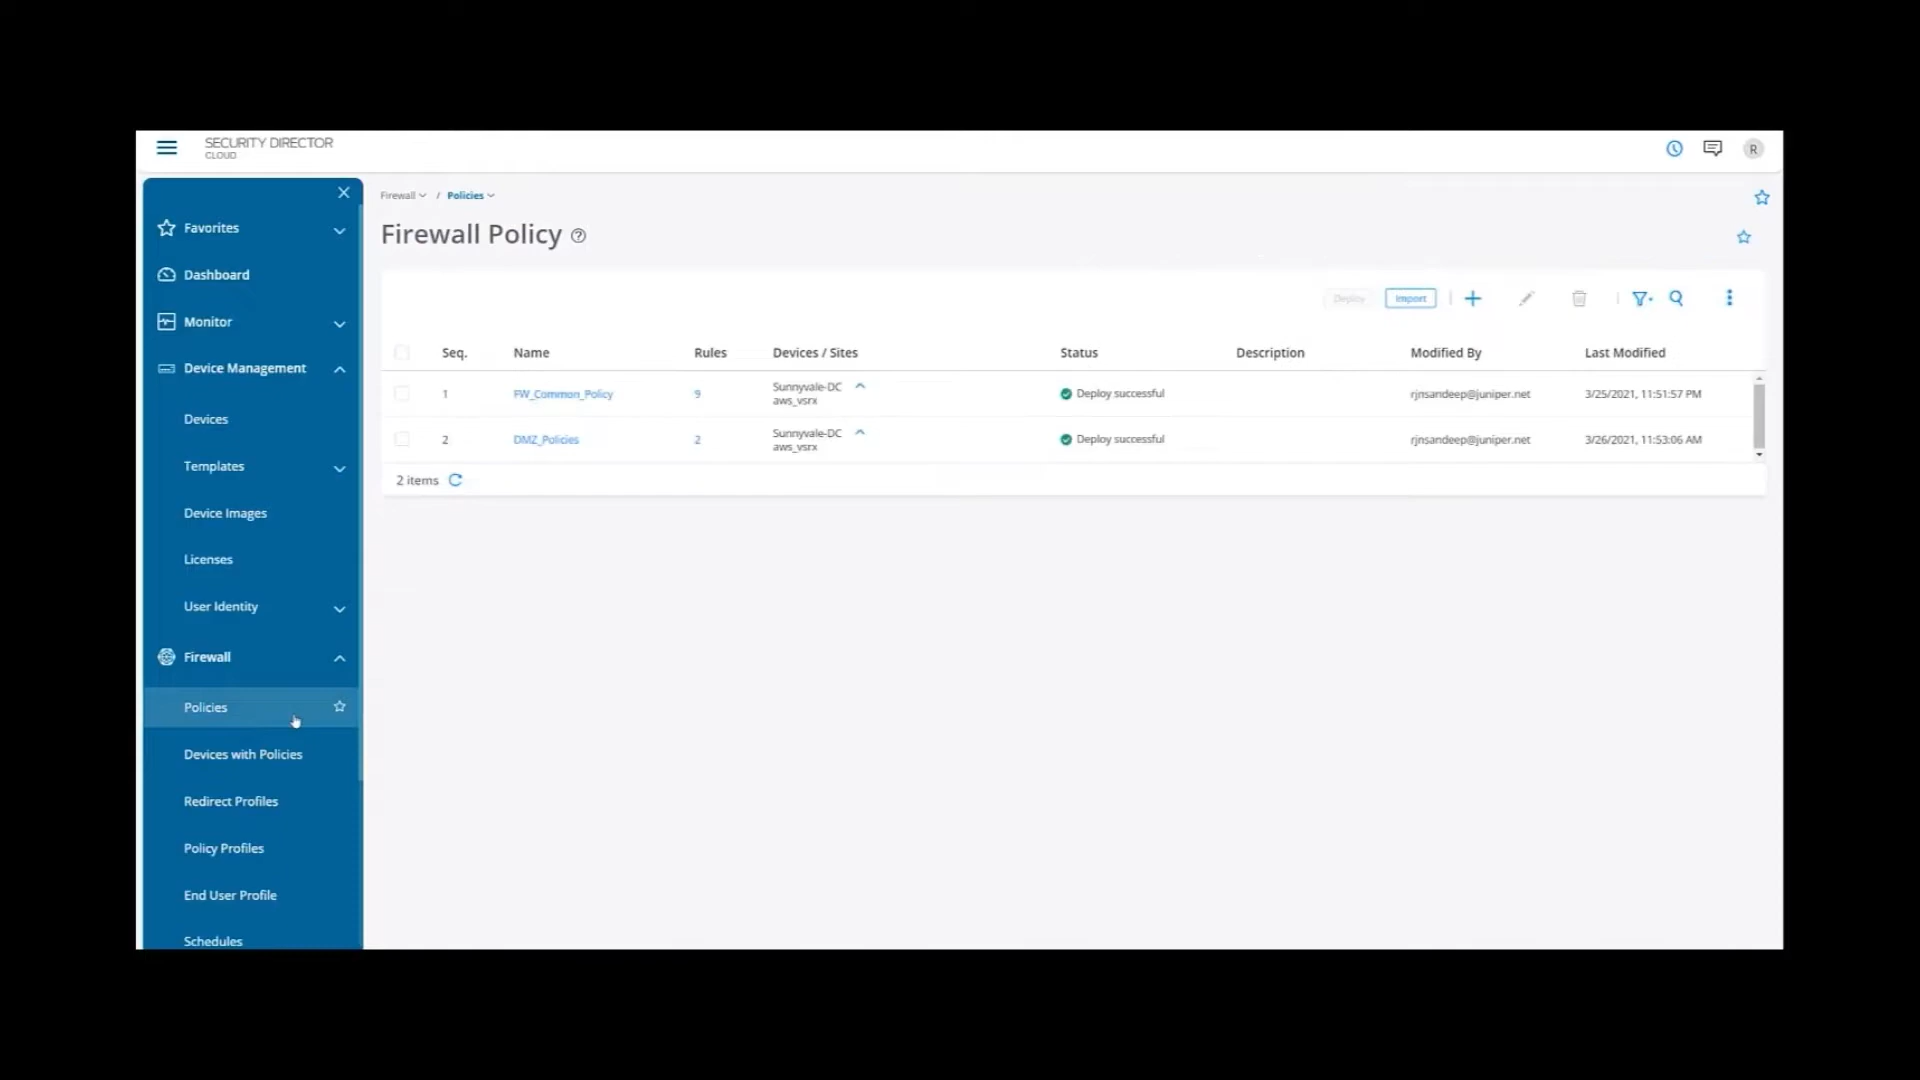 SECURITY DIRECTOR
CLOUD
R
Favorites
Dashboard
Monitor
Device Management
Devices
Templates
Device Images
Licenses
User Identity
Firewall
Policies
Devices with Policies
Redirect Profiles
Policy Profiles
End User Profile
Schedules
Firewall / Policies
Firewall Policy
Deploy Import
Seq. Name Rules Devices / Sites Status Description Modified By Last Modified
1 FW_Common_Policy 9 Sunnyvale-DC Deploy successful rjnsandeep@juniper.net 3/25/2021, 11:51:57 PM
aws_vsrx
2 DMZ_Policies 2 Sunnyvale-DC Deploy successful rjnsandeep@juniper.net 3/26/2021, 11:53:06 AM
aws_vsrx
2 items